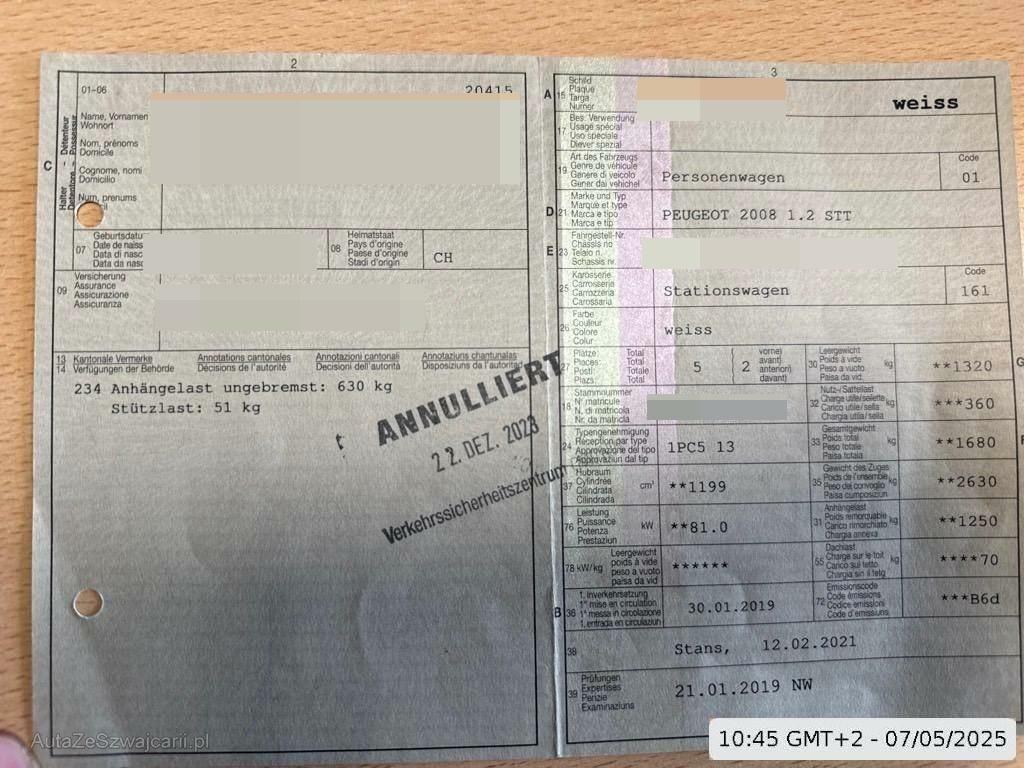 2
01-06
20415
C
Halter - Détenteur
Detentore - Possessur
Name, Vornamen
Wohnort
Nom, prénoms
Domicile
Cognome, nomi
Domicilio
Num, prenums
07
Geburtsdatu
Date de naiss
Data di nasc
Data da nasc
08
Heimatstaat
Pays d'origine
Paese d'origine
Stadi d'origin
CH
09
Versicherung
Assurance
Assicurazione
Assicuranza
13
14
Kantonale Vermerke
Verfügungen der Behörde
Annotations cantonales
Décisions de l'autorité
Annotazioni cantonali
Decisioni dell'autorità
Annotaziuns chantunalas
Disposiziuns da l'autoritad
234 Anhängelast ungebremst: 630 kg
Stützlast: 51 kg
ANNULLIERT
22. DEZ. 2023
Verkehrssicherheitszentrum
3
A
15
Schild
Plaque
Targa
Numer
weiss
17
Bes. Verwendung
Usage spécial
Uso speciale
Diever spezial
19
Art des Fahrzeugs
Genre de véhicule
Genere di veicolo
Gener dal vehichel
Personenwagen
Code
01
D
21
Marke und Typ
Marque et type
Marca e tipo
Marca e tip
PEUGEOT 2008 1.2 STT
E
23
Fahrgestell-Nr.
Châssis no
Telaio n.
Schassis nr.
25
Karosserie
Carrosserie
Carrozzeria
Carossaria
Stationswagen
Code
161
26
Farbe
Couleur
Colore
Colur
weiss
27
Plätze: Total
Places: Total
Posti: Totale
Plazs: Total
5
2
vorne)
avant)
anteriori)
davant)
30
Leergewicht
Poids à vide
Peso a vuoto
Paisa da vid.
kg
**1320
G
18
Stammnummer
N° matricule
N. di matricola
Nr. da matricla
32
Nutz-/Sattellast
Charge utile/sellette
Carico utile/sella
Chargia utila/sella
kg
***360
24
Typengenehmigung
Réception par type
Approvazione del tipo
Approvaziun dal tip
1PC5 13
33
Gesamtgewicht
Poids total
Peso totale
Paisa totala
kg
**1680
F
37
Hubraum
Cylindrée
Cilindrata
Cilindrada
cm³
**1199
35
Gewicht des Zuges
Poids de l'ensemble
Peso del convoglio
Paisa cumposiziun
kg
**2630
76
Leistung
Puissance
Potenza
Prestaziun
kW
**81.0
31
Anhängelast
Poids remorquable
Carico rimorchiato
Chargia annexa
kg
**1250
78 kW/kg
Leergewicht
poids à vide
peso a vuoto
paisa da vid
******
55
Dachlast
Charge sur le toit
Carico sul tetto
Chargia sin il tetg
kg
****70
B
36
1. Inverkehrsetzung
1re mise en circulation
1a messa in circolazione
1. entrada en circulaziun
30.01.2019
72
Emissionscode
Code émissions
Codice emissioni
Code d'emissiuns
***B6d
38
Stans, 12.02.2021
39
Prüfungen
Expertises
Perizie
Examinaziuns
21.01.2019 NW
AutaZeSzwajcarii.pl
10:45 GMT+2 - 07/05/2025